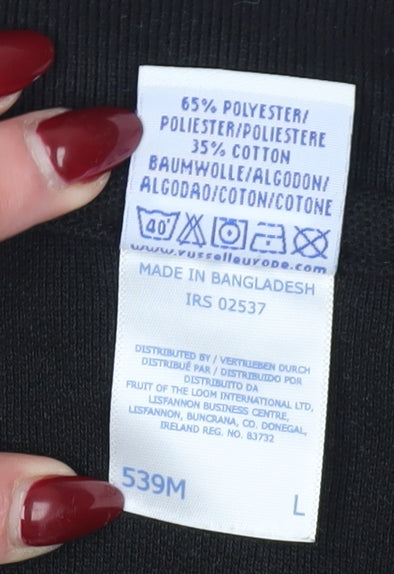 65% POLYESTER/
POLIESTER/POLIESTERE
35% COTTON
BAUMWOLLE/ALGODON/
ALGODAO/COTON/COTONE
40°
www.russelleurope.com
MADE IN BANGLADESH
IRS 02537
DISTRIBUTED BY / VERTRIEBEN DURCH
DISTRIBUÉ PAR / DISTRIBUIDO POR
DISTRIBUITO DA
FRUIT OF THE LOOM INTERNATIONAL LTD,
LISFANNON BUSINESS CENTRE,
LISFANNON, BUNCRANA, CO. DONEGAL,
IRELAND REG. NO. 83732
539M L